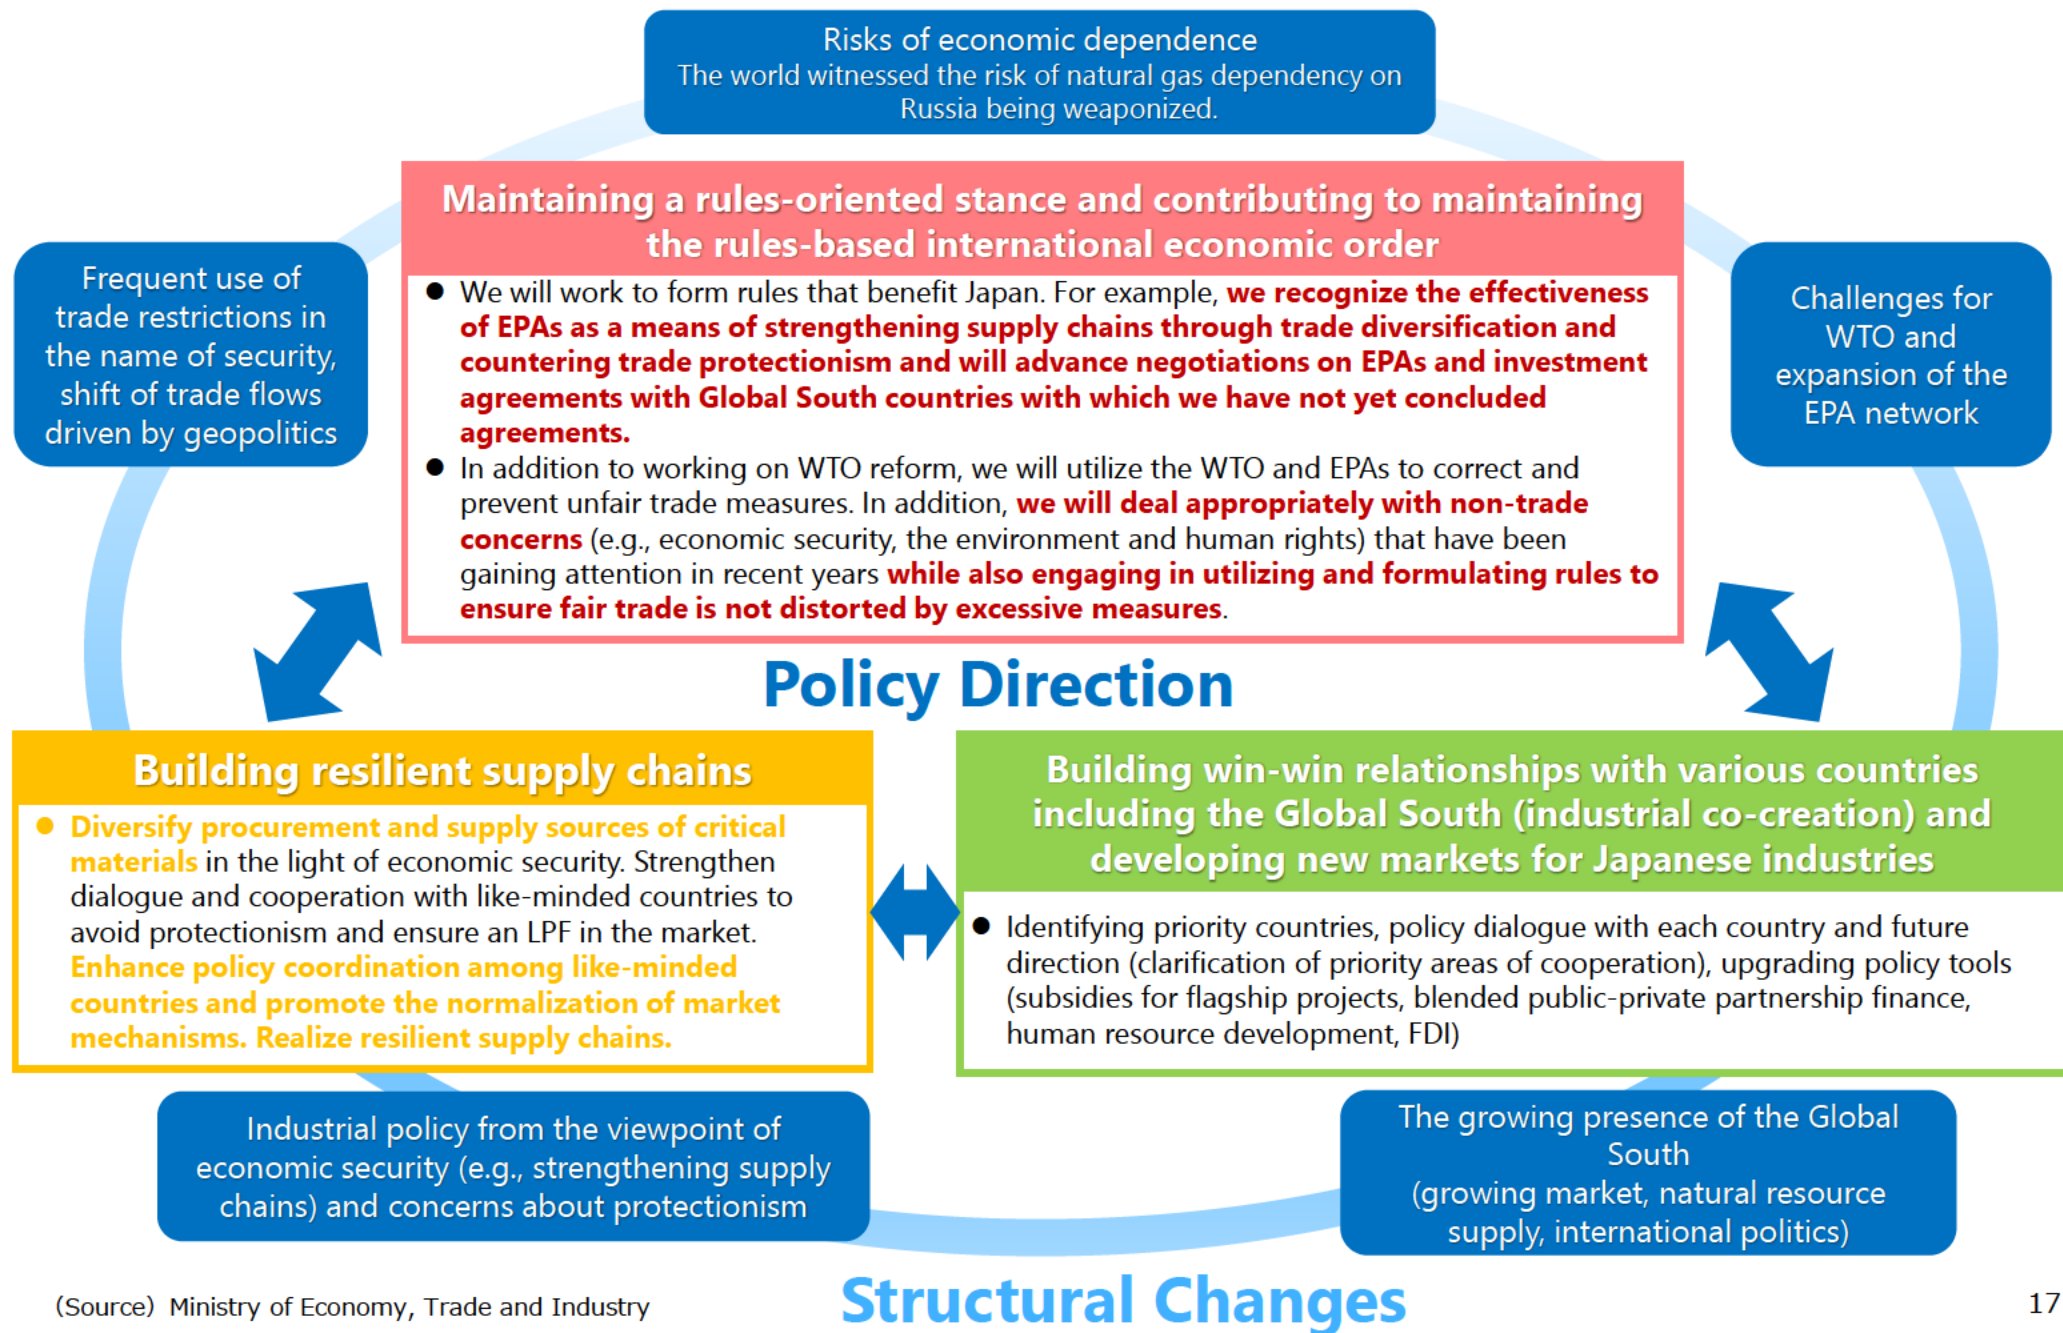 Risks of economic dependence
The world witnessed the risk of natural gas dependency on
Russia being weaponized.
Maintaining a rules-oriented stance and contributing to maintaining
the rules-based international economic order
Frequent use of
trade restrictions in
the name of security,
shift of trade flows
driven by geopolitics
● We will work to form rules that benefit Japan. For example, we recognize the effectiveness
of EPAs as a means of strengthening supply chains through trade diversification and
countering trade protectionism and will advance negotiations on EPAs and investment
agreements with Global South countries with which we have not yet concluded
agreements.
● In addition to working on WTO reform, we will utilize the WTO and EPAs to correct and
prevent unfair trade measures. In addition, we will deal appropriately with non-trade
concerns (e.g., economic security, the environment and human rights) that have been
gaining attention in recent years while also engaging in utilizing and formulating rules to
ensure fair trade is not distorted by excessive measures.
Challenges for
WTO and
expansion of the
EPA network
Policy Direction
Building resilient supply chains
● Diversify procurement and supply sources of critical
materials in the light of economic security. Strengthen
dialogue and cooperation with like-minded countries to
avoid protectionism and ensure an LPF in the market.
Enhance policy coordination among like-minded
countries and promote the normalization of market
mechanisms. Realize resilient supply chains.
Building win-win relationships with various countries
including the Global South (industrial co-creation) and
developing new markets for Japanese industries
● Identifying priority countries, policy dialogue with each country and future
direction (clarification of priority areas of cooperation), upgrading policy tools
(subsidies for flagship projects, blended public-private partnership finance,
human resource development, FDI)
Industrial policy from the viewpoint of
economic security (e.g., strengthening supply
chains) and concerns about protectionism
The growing presence of the Global
South
(growing market, natural resource
supply, international politics)
Structural Changes
(Source) Ministry of Economy, Trade and Industry
17